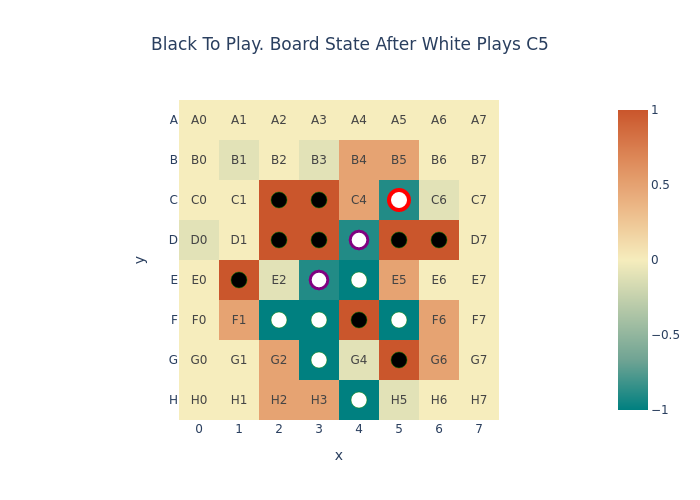 Black To Play. Board State After White Plays C5
A A0 A1 A2 A3 A4 A5 A6 A7
B B0 B1 B2 B3 B4 B5 B6 B7
C C0 C1 C4 C6 C7
D D0 D1 D7
E E0 E2 E5 E6 E7
F F0 F1 F6 F7
G G0 G1 G2 G4 G6 G7
H H0 H1 H2 H3 H5 H6 H7
0 1 2 3 4 5 6 7
x
y
1
0.5
0
−0.5
−1